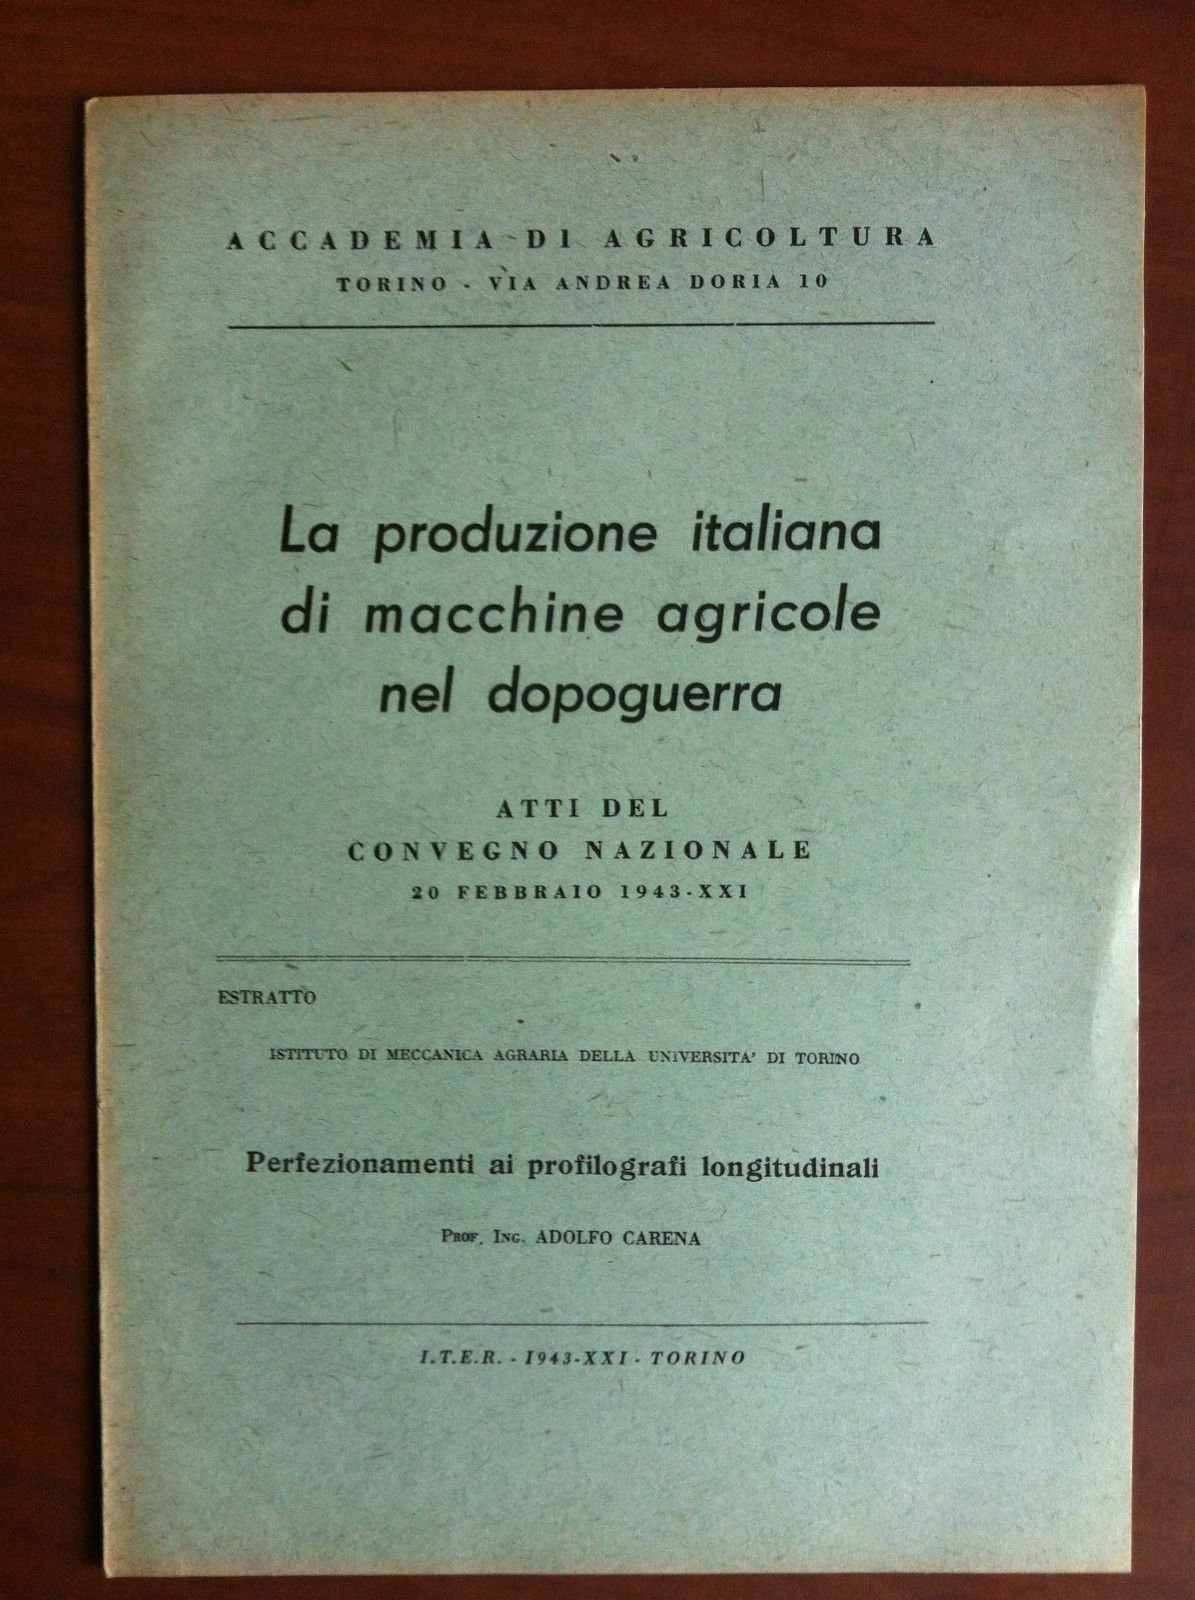 ACCADEMIA DI AGRICOLTURA
TORINO - VIA ANDREA DORIA 10
La produzione italiana
di macchine agricole
nel dopoguerra
ATTI DEL
CONVEGNO NAZIONALE
20 FEBBRAIO 1943-XXI
ESTRATTO
ISTITUTO DI MECCANICA AGRARIA DELLA UNIVERSITA' DI TORINO
Perfezionamenti ai profilografi longitudinali
PROF. ING. ADOLFO CARENA
I.T.E.R. - 1943-XXI - TORINO